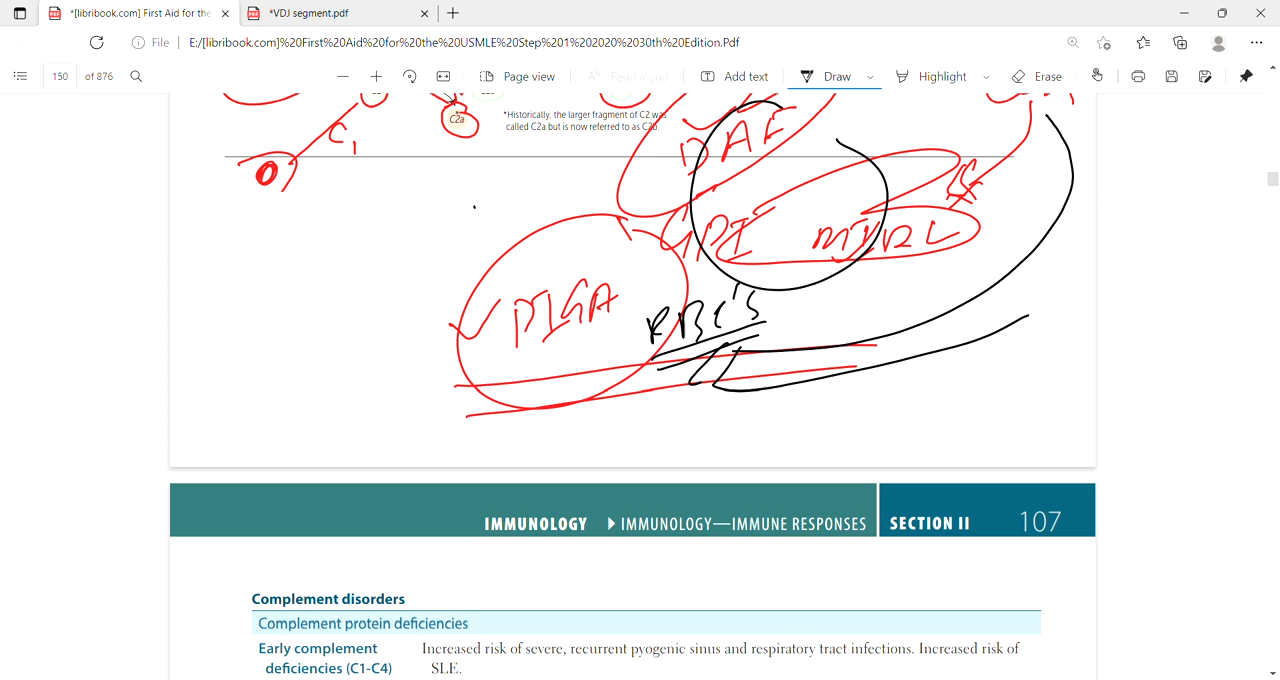 *[libribook.com] First Aid for the
*VDJ segment.pdf
File
E:/[libribook.com]%20First%20Aid%20for%20the%20USMLE%20Step%201%202020%2030th%20Edition.Pdf
150 of 876
Page view
Read aloud
Add text
Draw
Highlight
Erase
C2a
*Historically, the larger fragment of C2 was
called C2a but is now referred to as C2b.
C1
DAF
GPI
MIRL
PIGA
RBC's
IMMUNOLOGY
IMMUNOLOGY—IMMUNE RESPONSES
SECTION II
107
Complement disorders
Complement protein deficiencies
Early complement
deficiencies (C1-C4)
Increased risk of severe, recurrent pyogenic sinus and respiratory tract infections. Increased risk of
SLE.